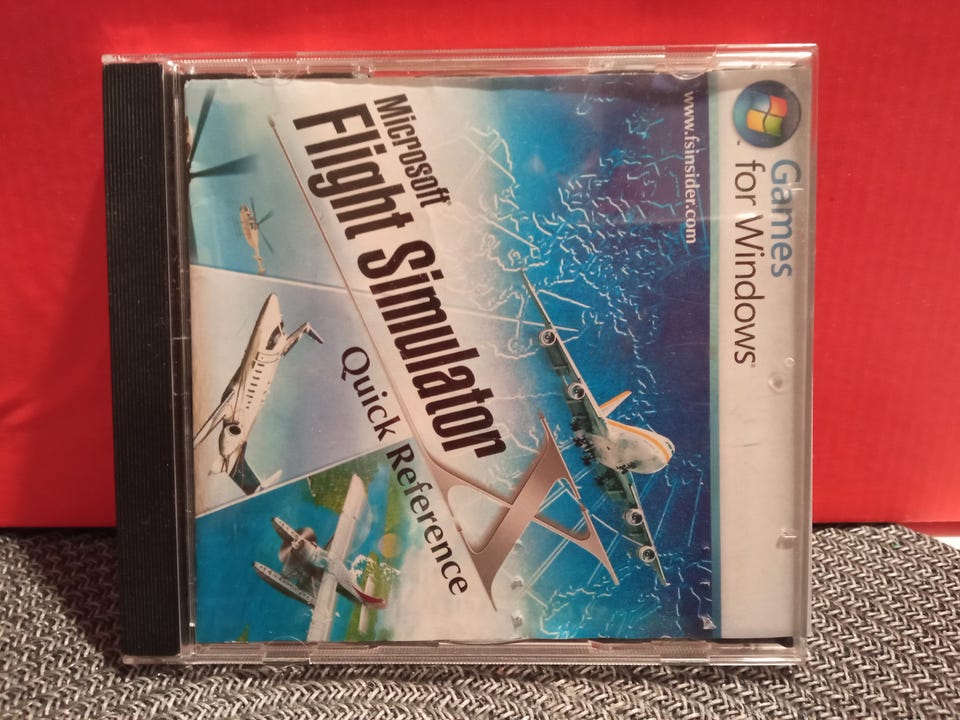 Games
for Windows®
www.fsinsider.com
Microsoft®
Flight Simulator
X
Quick Reference